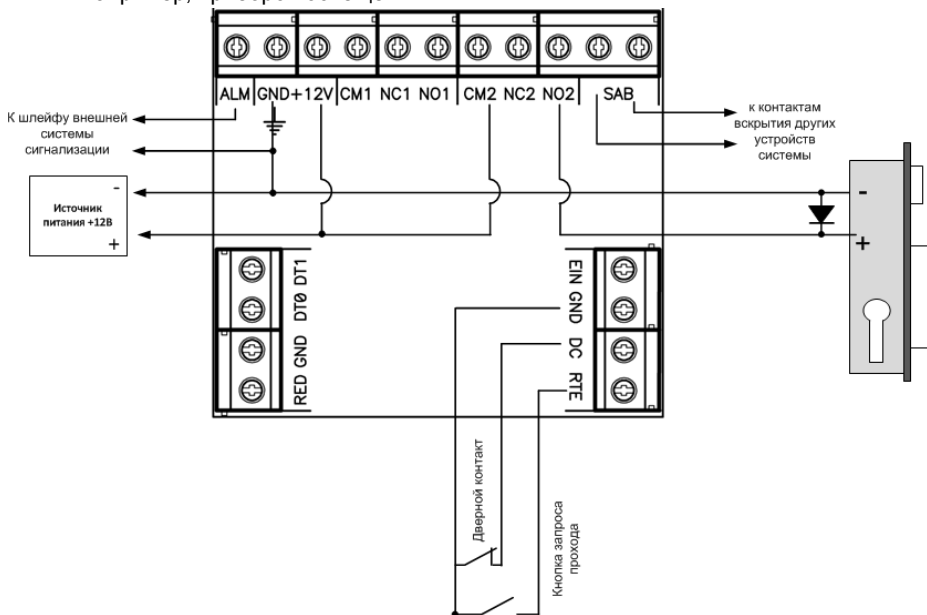 ALM GND +12V CM1 NC1 NO1 CM2 NC2 NO2 SAB
К шлейфу внешней
системы
сигнализации
к контактам
вскрытия других
устройств
системы
-
Источник
питания +12В
+
-
+
DT0 DT1
RED GND
EIN GND
DC
RTE
Дверной контакт
Кнопка запроса
прохода